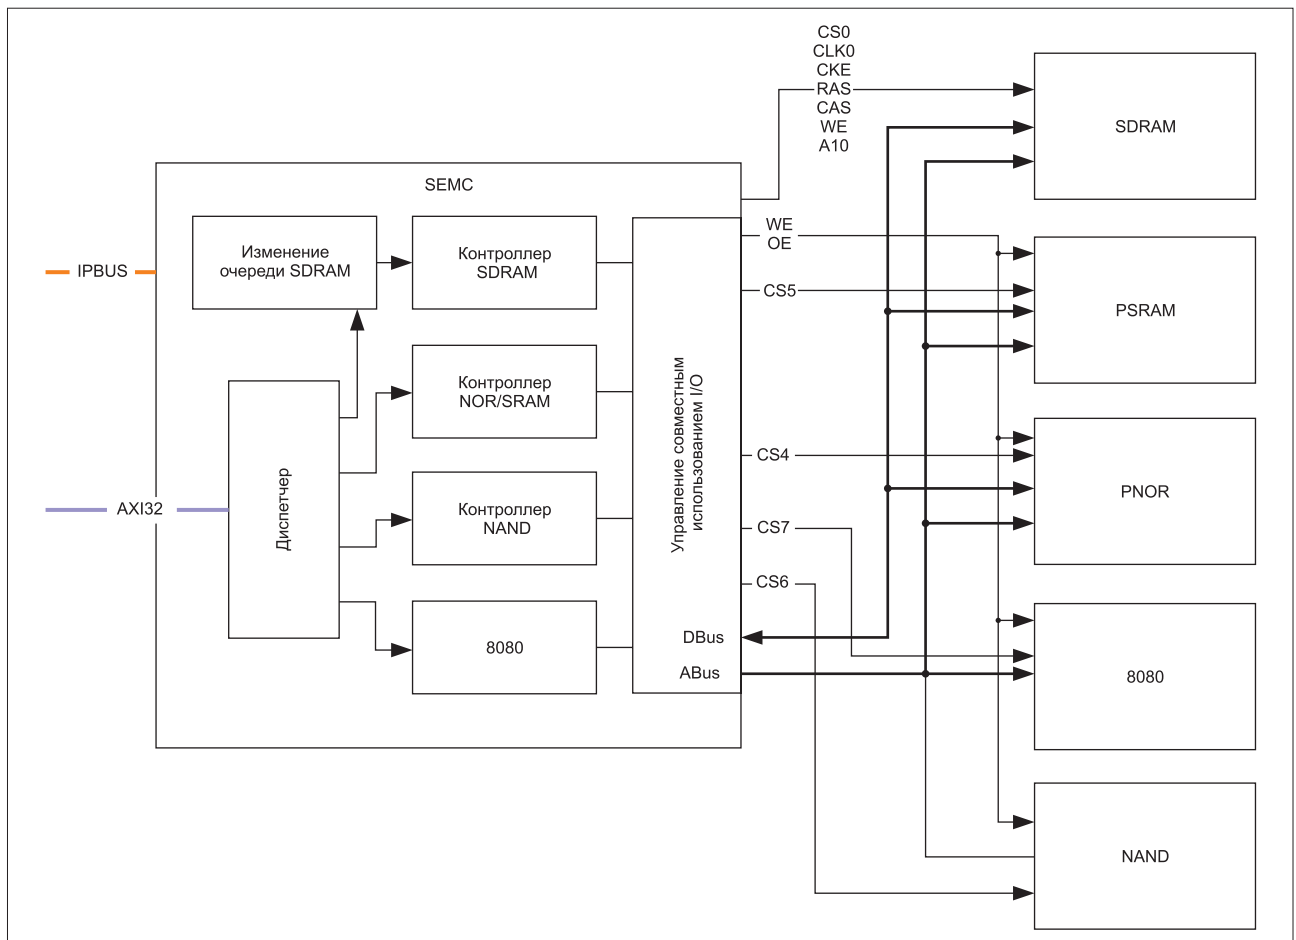 CS0
CLK0
CKE
RAS
CAS
WE
A10
SDRAM
SEMC
Изменение
очереди SDRAM
Контроллер
SDRAM
WE
OE
IPBUS
CS5
PSRAM
Контроллер
NOR/SRAM
Управление совместным
использованием I/O
CS4
PNOR
Диспетчер
AXI32
Контроллер
NAND
CS7
CS6
DBus
8080
ABus
8080
NAND